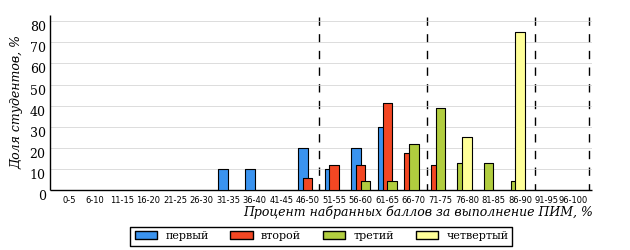 Доля студентов, %
80
70
60
50
40
30
20
10
0
0-5 6-10 11-15 16-20 21-25 26-30 31-35 36-40 41-45 46-50 51-55 56-60 61-65 66-70 71-75 76-80 81-85 86-90 91-95 96-100
Процент набранных баллов за выполнение ПИМ, %
первый второй третий четвертый